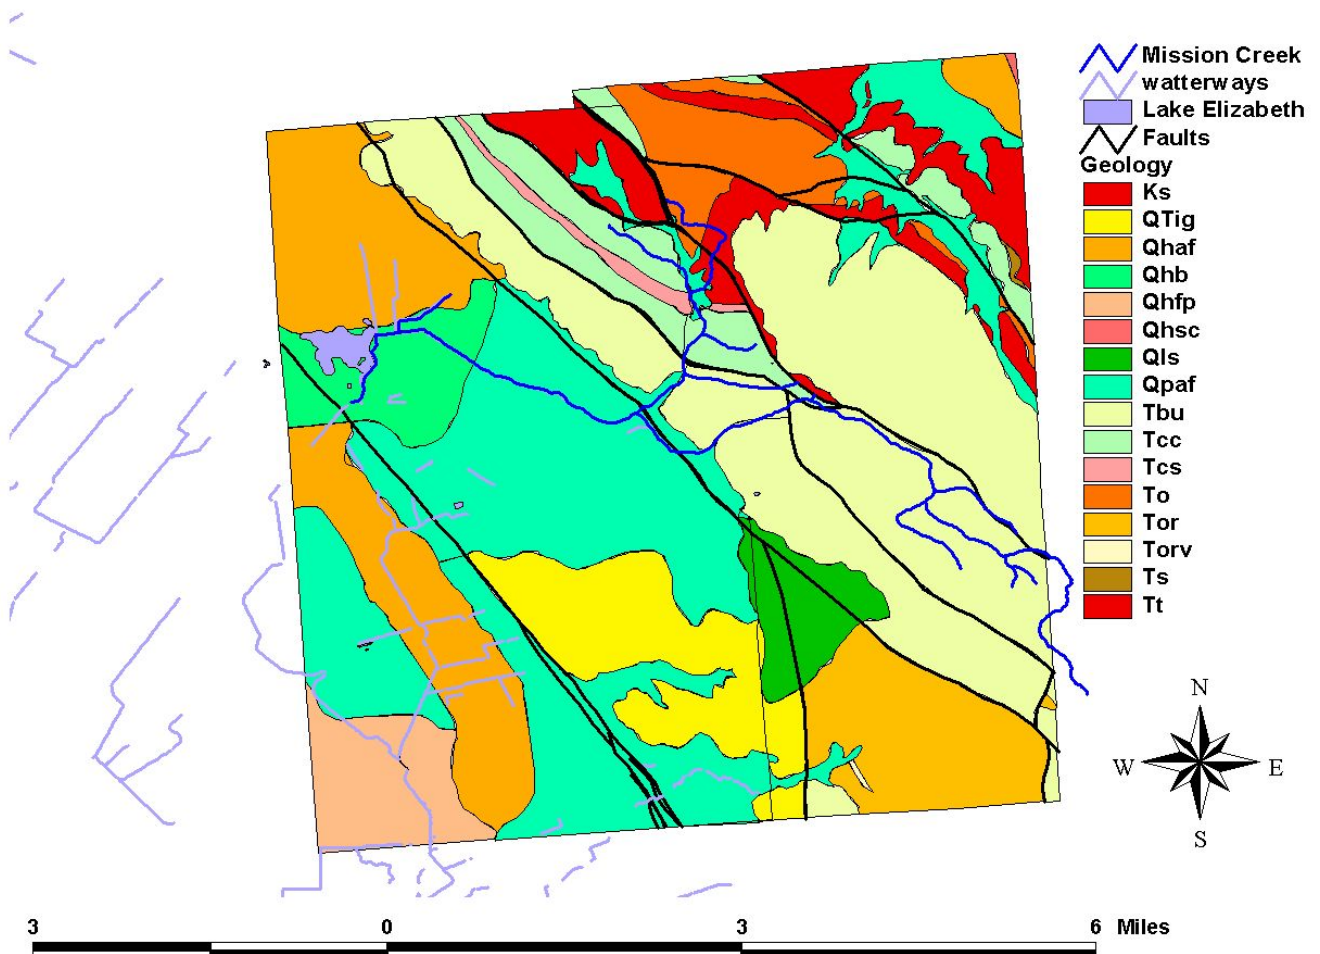 Mission Creek
watterways
Lake Elizabeth
Faults
Geology
Ks
QTig
Qhaf
Qhb
Qhfp
Qhsc
Qls
Qpaf
Tbu
Tcc
Tcs
To
Tor
Torv
Ts
Tt
N
W E
S
3 0 3 6 Miles